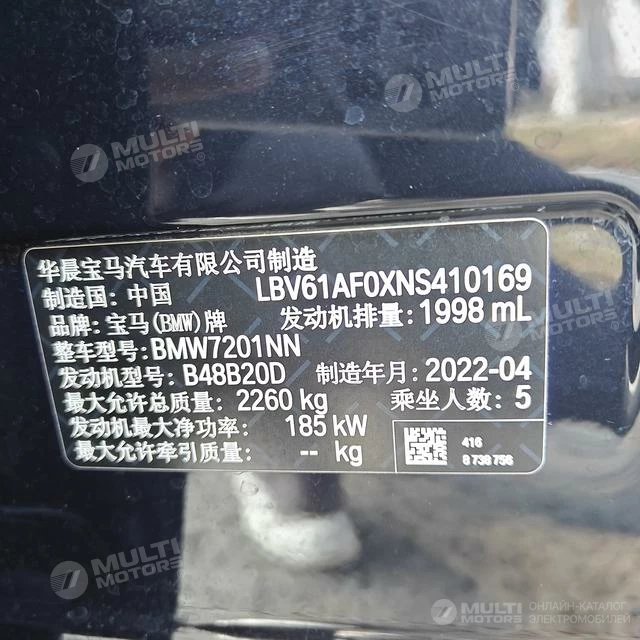 MULTI
MOTORS®
MULTI
MOTORS®
华晨宝马汽车有限公司制造
制造国: 中国 LBV61AF0XNS410169
品牌: 宝马(BMW)牌 发动机排量: 1998 mL
整车型号: BMW7201NN
发动机型号: B48B20D 制造年月: 2022-04
最大允许总质量: 2260 kg 乘坐人数: 5
发动机最大净功率: 185 kW
最大允许牵引质量: -- kg
416
8 738 756
MULTI
MOTORS®
MULTI
MOTORS®
ОНЛАЙН-КАТАЛОГ
ЭЛЕКТРОМОБИЛЕЙ